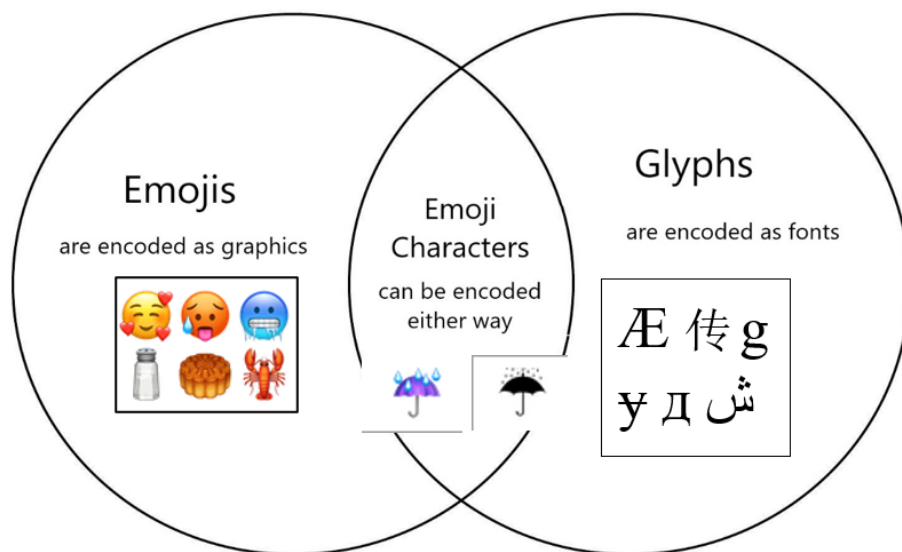 Emojis
are encoded as graphics
Emoji
Characters
can be encoded
either way
Glyphs
are encoded as fonts
Æ 传 g
ɏ д ش